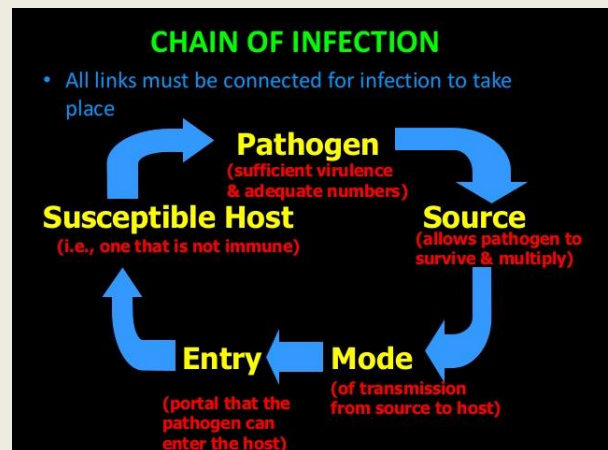 CHAIN OF INFECTION
• All links must be connected for infection to take
place
Pathogen
(sufficient virulence
& adequate numbers)
Susceptible Host
(i.e., one that is not immune)
Source
(allows pathogen to
survive & multiply)
Entry
(portal that the
pathogen can
enter the host)
Mode
(of transmission
from source to host)